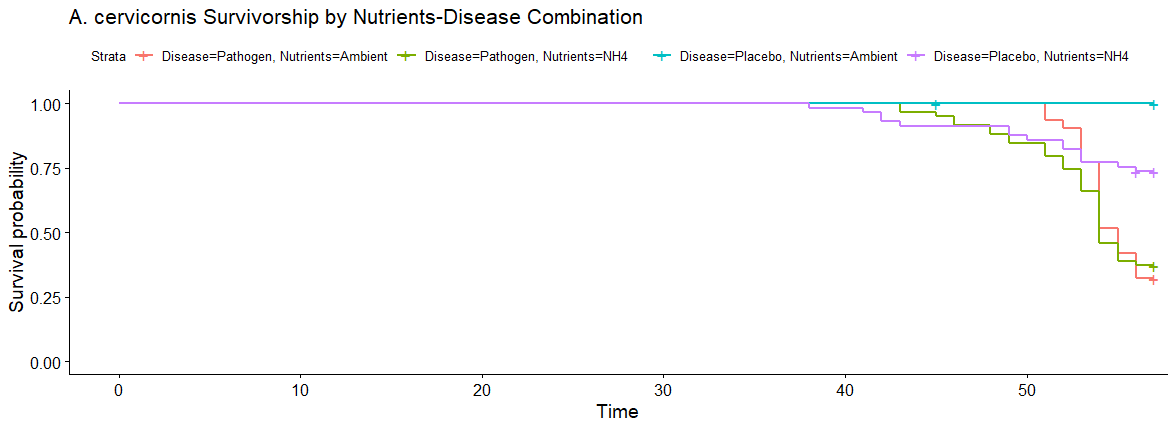 A. cervicornis Survivorship by Nutrients-Disease Combination
Strata Disease=Pathogen, Nutrients=Ambient Disease=Pathogen, Nutrients=NH4 Disease=Placebo, Nutrients=Ambient Disease=Placebo, Nutrients=NH4
Survival probability
1.00
0.75
0.50
0.25
0.00
0 10 20 30 40 50
Time